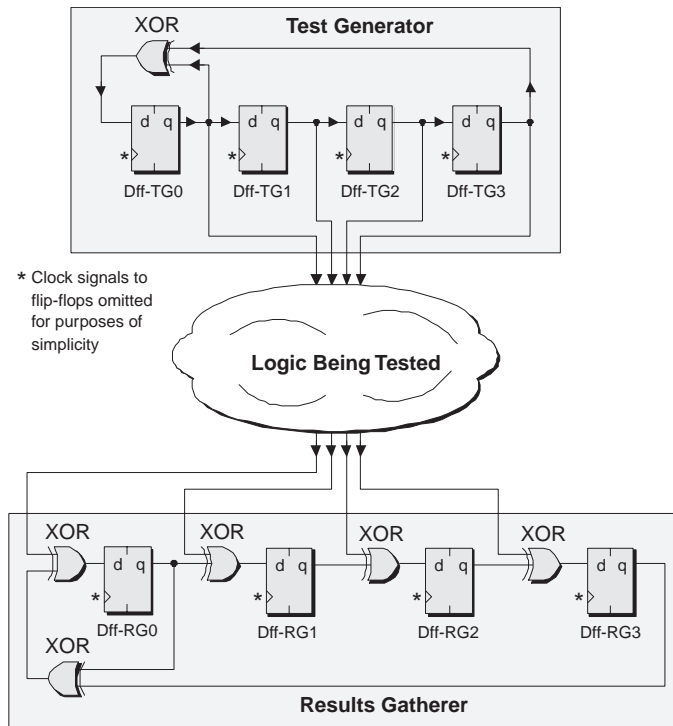 XOR
Test Generator
d q
d q
d q
d q
*
*
*
*
Dff-TG0
Dff-TG1
Dff-TG2
Dff-TG3
* Clock signals to
flip-flops omitted
for purposes of
simplicity
Logic Being Tested
XOR
XOR
XOR
XOR
d q
d q
d q
d q
*
*
*
*
Dff-RG0
Dff-RG1
Dff-RG2
Dff-RG3
XOR
Results Gatherer